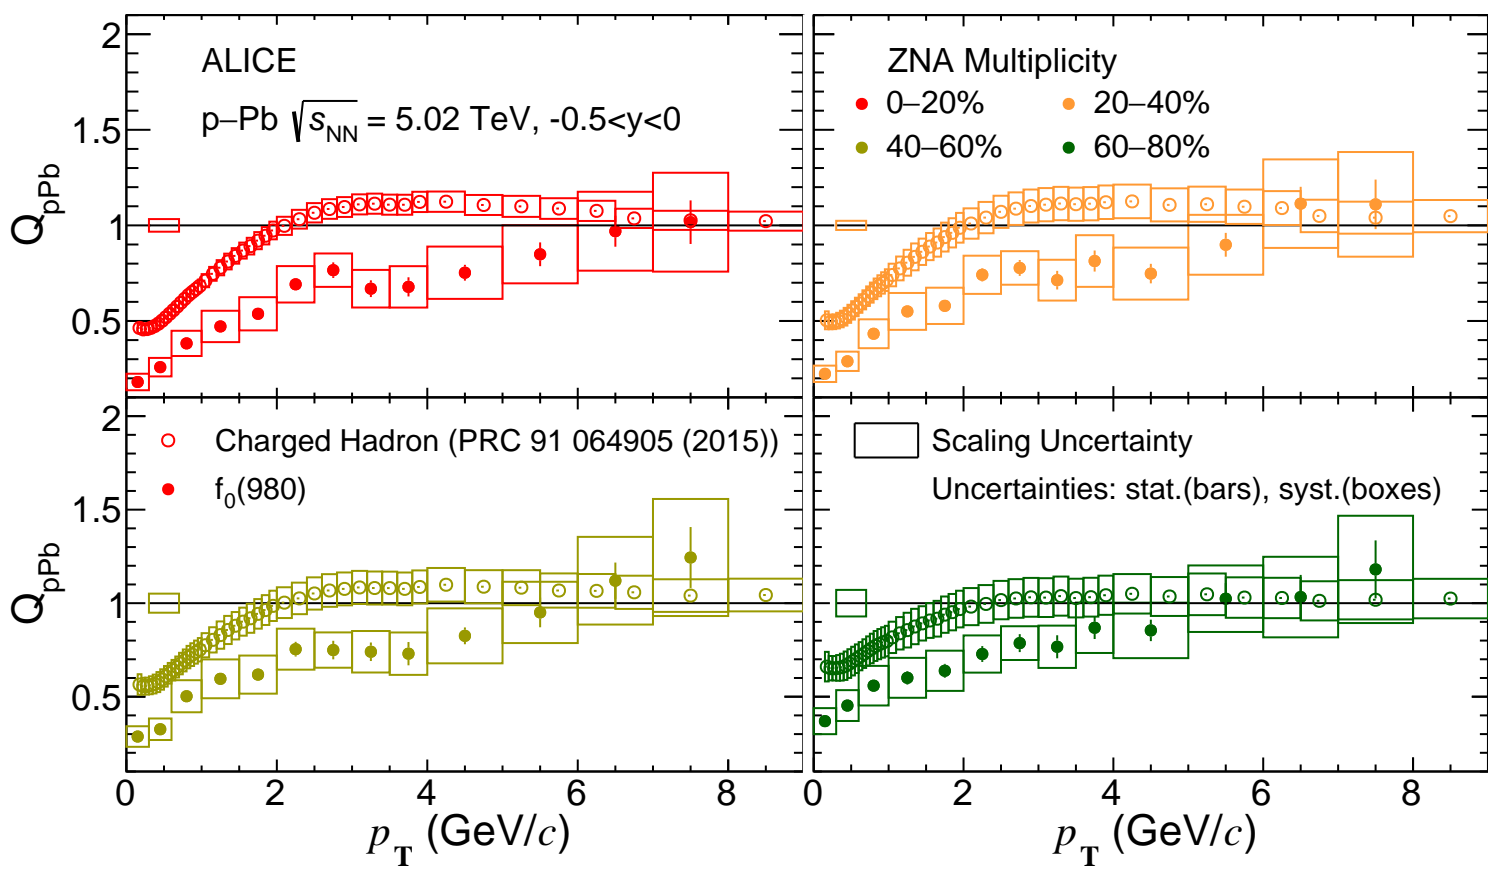 ALICE
p–Pb √sNN = 5.02 TeV, -0.5<y<0
QpPb
2
1.5
1
0.5
ZNA Multiplicity
0–20%
20–40%
40–60%
60–80%
Charged Hadron (PRC 91 064905 (2015))
f0(980)
QpPb
2
1.5
1
0.5
0 2 4 6 8
pT (GeV/c)
Scaling Uncertainty
Uncertainties: stat.(bars), syst.(boxes)
0 2 4 6 8
pT (GeV/c)